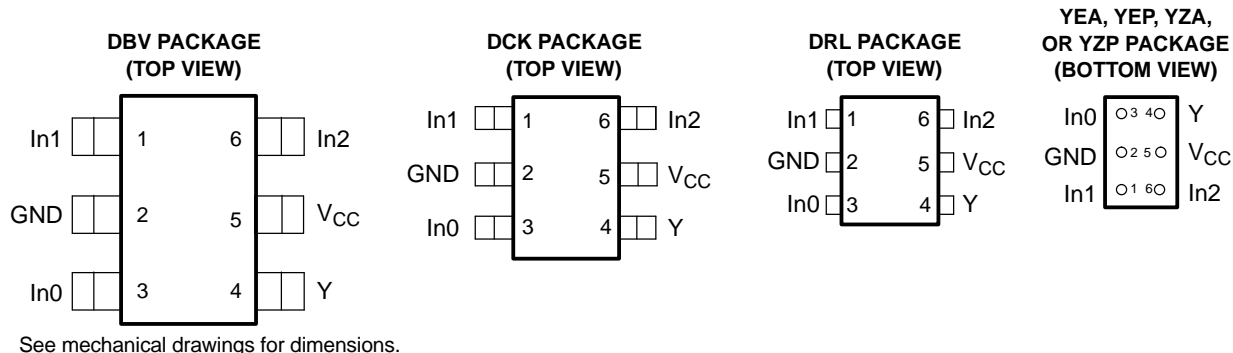 DBV PACKAGE
(TOP VIEW)
In1 1 6 In2
GND 2 5 VCC
In0 3 4 Y
See mechanical drawings for dimensions.
DCK PACKAGE
(TOP VIEW)
In1 1 6 In2
GND 2 5 VCC
In0 3 4 Y
DRL PACKAGE
(TOP VIEW)
In1 1 6 In2
GND 2 5 VCC
In0 3 4 Y
YEA, YEP, YZA,
OR YZP PACKAGE
(BOTTOM VIEW)
In0 3 4 Y
GND 2 5 VCC
In1 1 6 In2